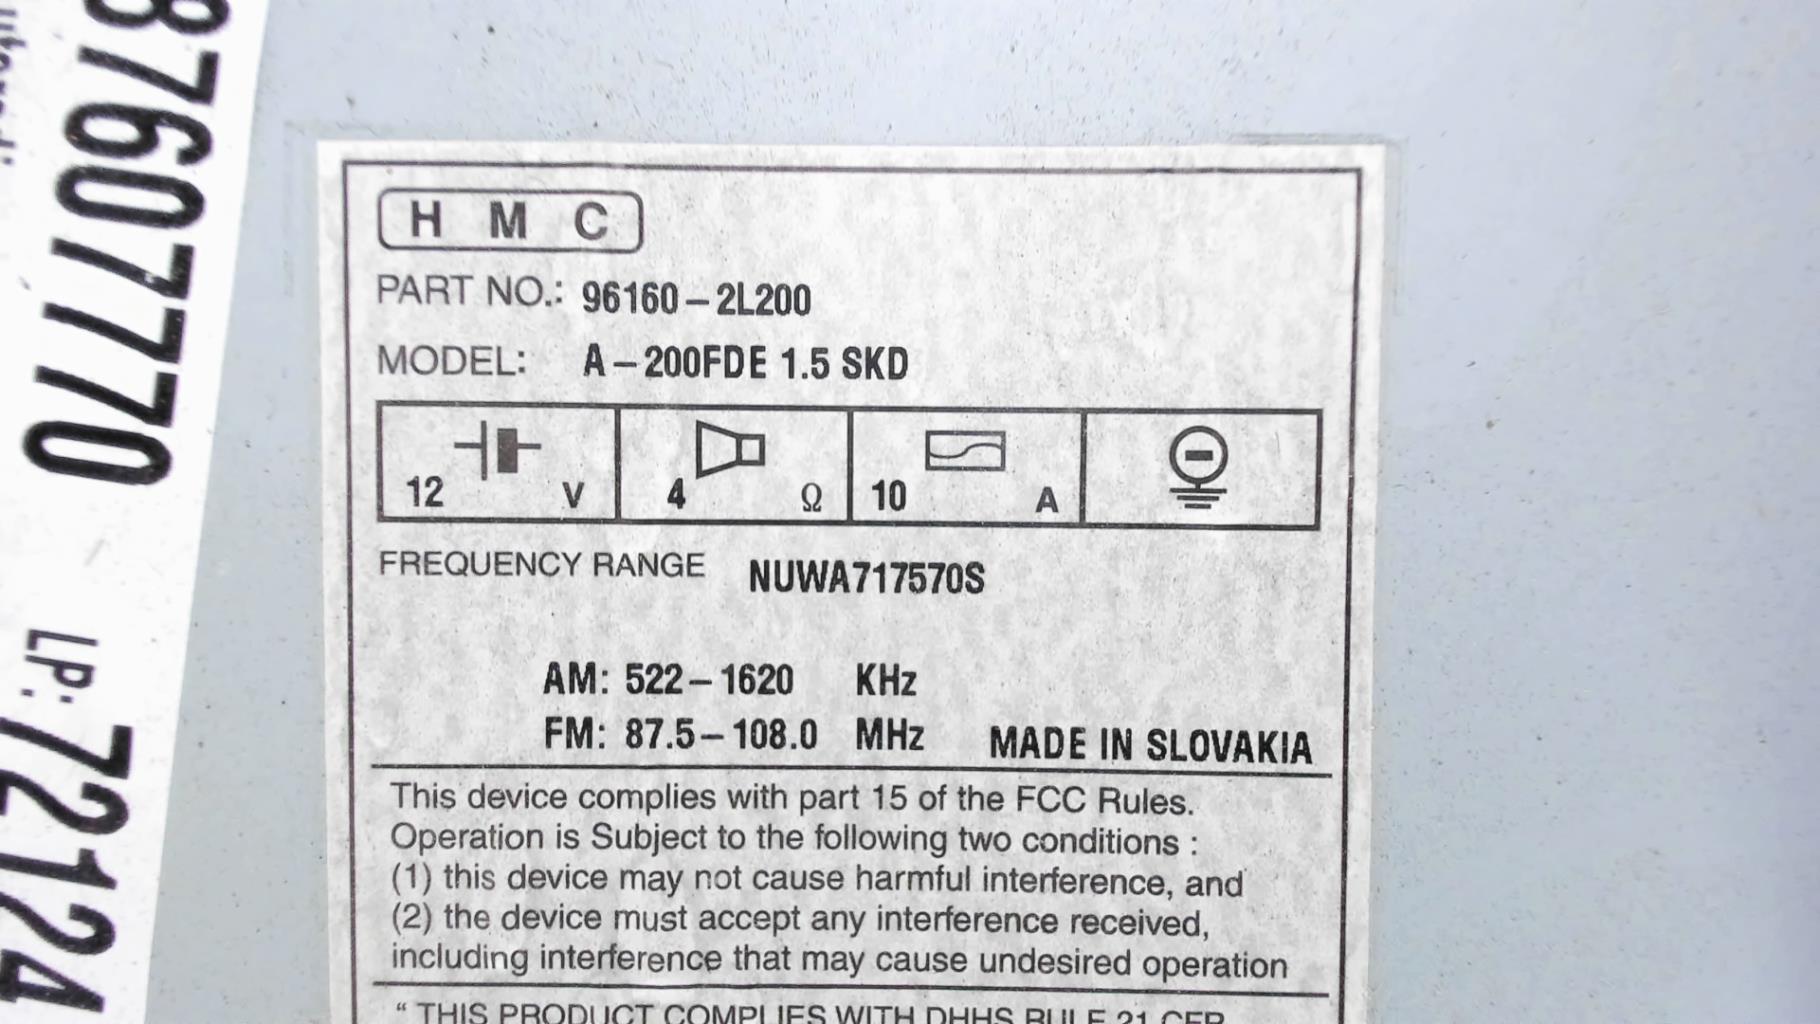 H M C
PART NO.: 96160-2L200
MODEL: A-200FDE 1.5 SKD
12 V 4 Ω 10 A
FREQUENCY RANGE NUWA717570S
AM: 522-1620 KHz
FM: 87.5-108.0 MHz MADE IN SLOVAKIA
This device complies with part 15 of the FCC Rules.
Operation is Subject to the following two conditions :
(1) this device may not cause harmful interference, and
(2) the device must accept any interference received,
including interference that may cause undesired operation
“ THIS PRODUCT COMPLIES WITH DHHS RULE 21 CFR
87607770
LP: 72124